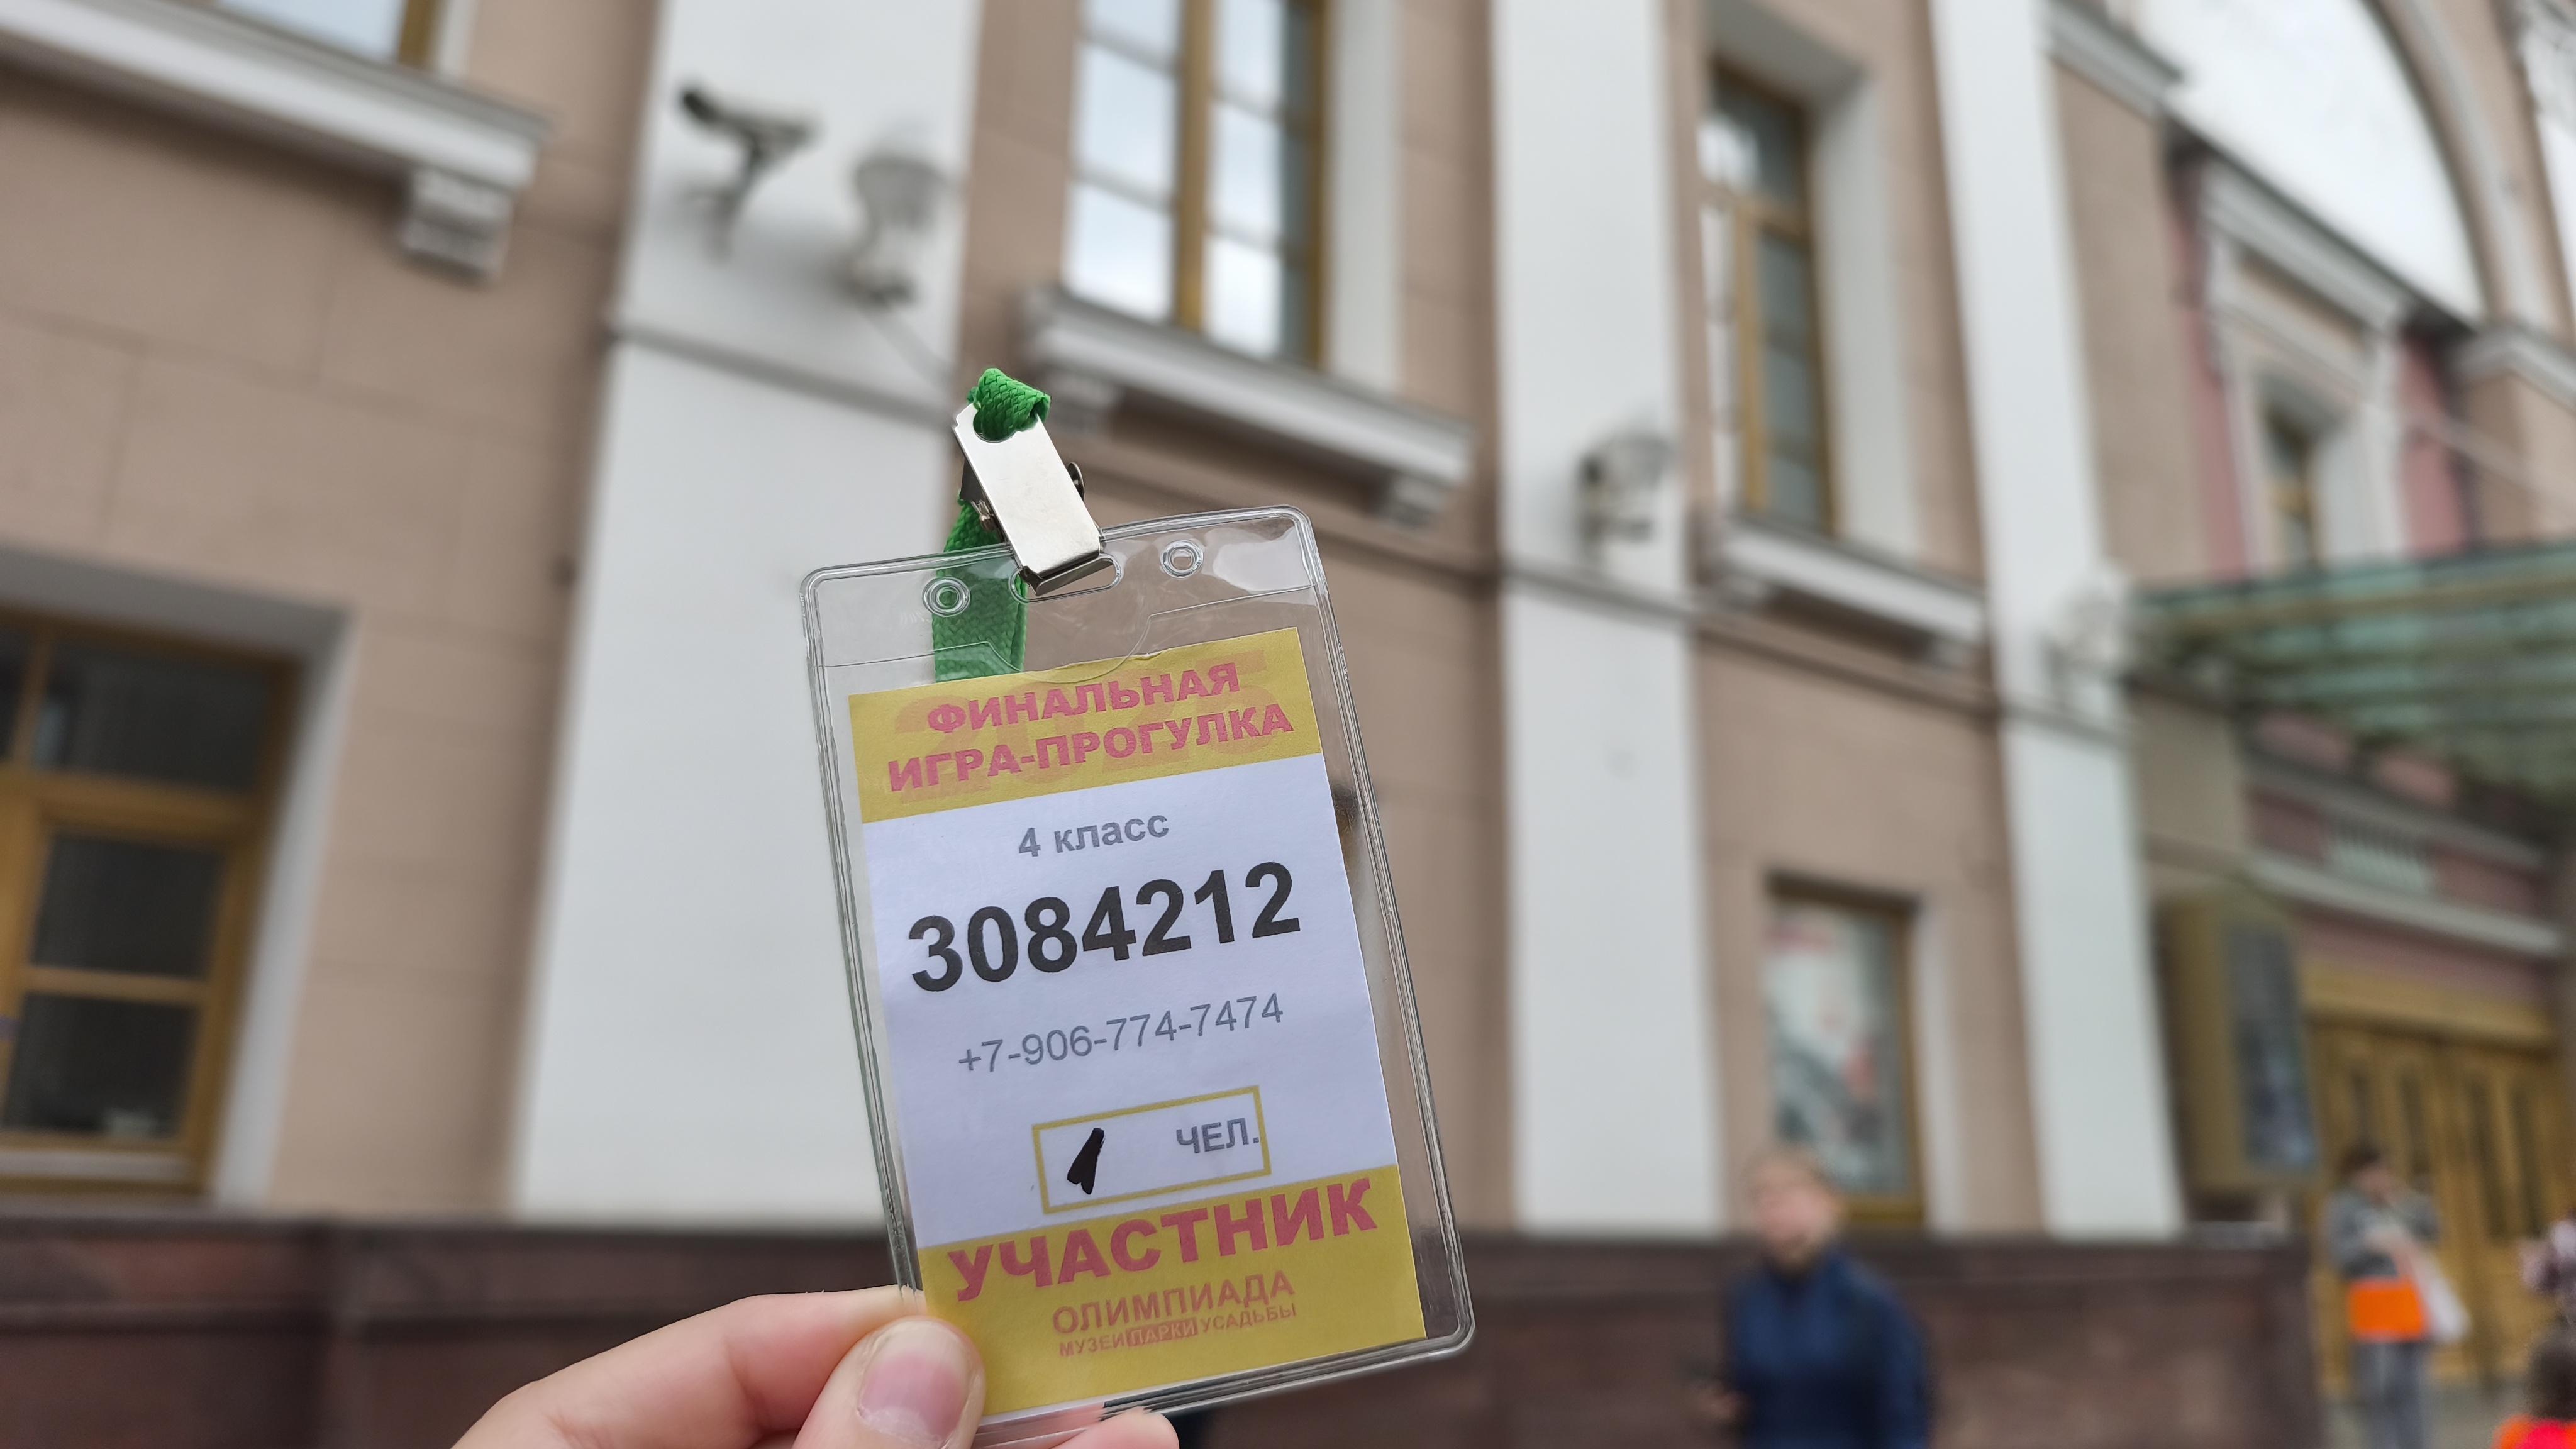 ФИНАЛЬНАЯ
ИГРА-ПРОГУЛКА
4 класс
3084212
+7-906-774-7474
1 ЧЕЛ.
УЧАСТНИК
ОЛИМПИАДА
МУЗЕИ ПАРКИ УСАДЬБЫ